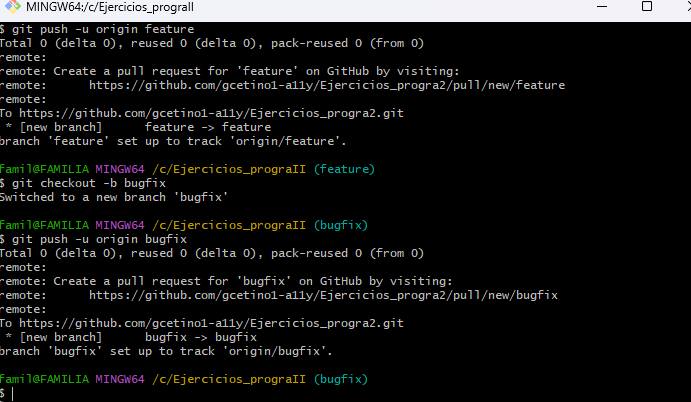 MINGW64:/c/Ejercicios_prograII
$ git push -u origin feature
Total 0 (delta 0), reused 0 (delta 0), pack-reused 0 (from 0)
remote:
remote: Create a pull request for 'feature' on GitHub by visiting:
remote:      https://github.com/gcetino1-a11y/Ejercicios_progra2/pull/new/feature
remote:
To https://github.com/gcetino1-a11y/Ejercicios_progra2.git
 * [new branch]      feature -> feature
branch 'feature' set up to track 'origin/feature'.
famil@FAMILIA MINGW64 /c/Ejercicios_prograII (feature)
$ git checkout -b bugfix
Switched to a new branch 'bugfix'
famil@FAMILIA MINGW64 /c/Ejercicios_prograII (bugfix)
$ git push -u origin bugfix
Total 0 (delta 0), reused 0 (delta 0), pack-reused 0 (from 0)
remote:
remote: Create a pull request for 'bugfix' on GitHub by visiting:
remote:      https://github.com/gcetino1-a11y/Ejercicios_progra2/pull/new/bugfix
remote:
To https://github.com/gcetino1-a11y/Ejercicios_progra2.git
 * [new branch]      bugfix -> bugfix
branch 'bugfix' set up to track 'origin/bugfix'.
famil@FAMILIA MINGW64 /c/Ejercicios_prograII (bugfix)
$